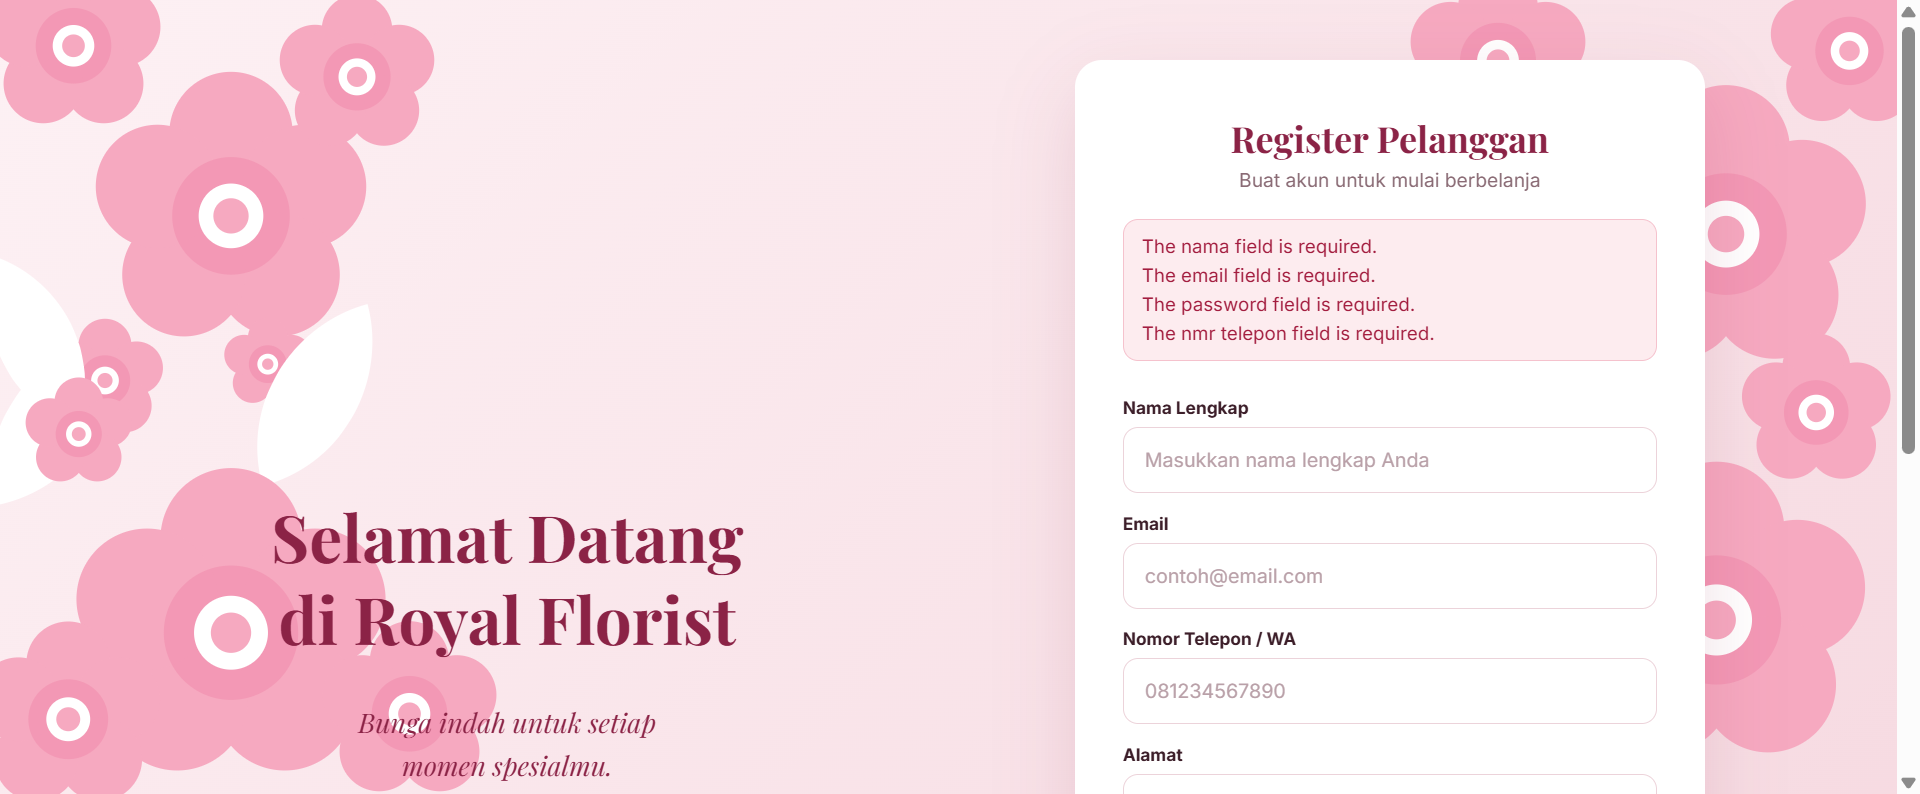 Selamat Datang
di Royal Florist
Bunga indah untuk setiap
momen spesialmu.
Register Pelanggan
Buat akun untuk mulai berbelanja
The nama field is required.
The email field is required.
The password field is required.
The nmr telepon field is required.
Nama Lengkap
Masukkan nama lengkap Anda
Email
contoh@email.com
Nomor Telepon / WA
081234567890
Alamat